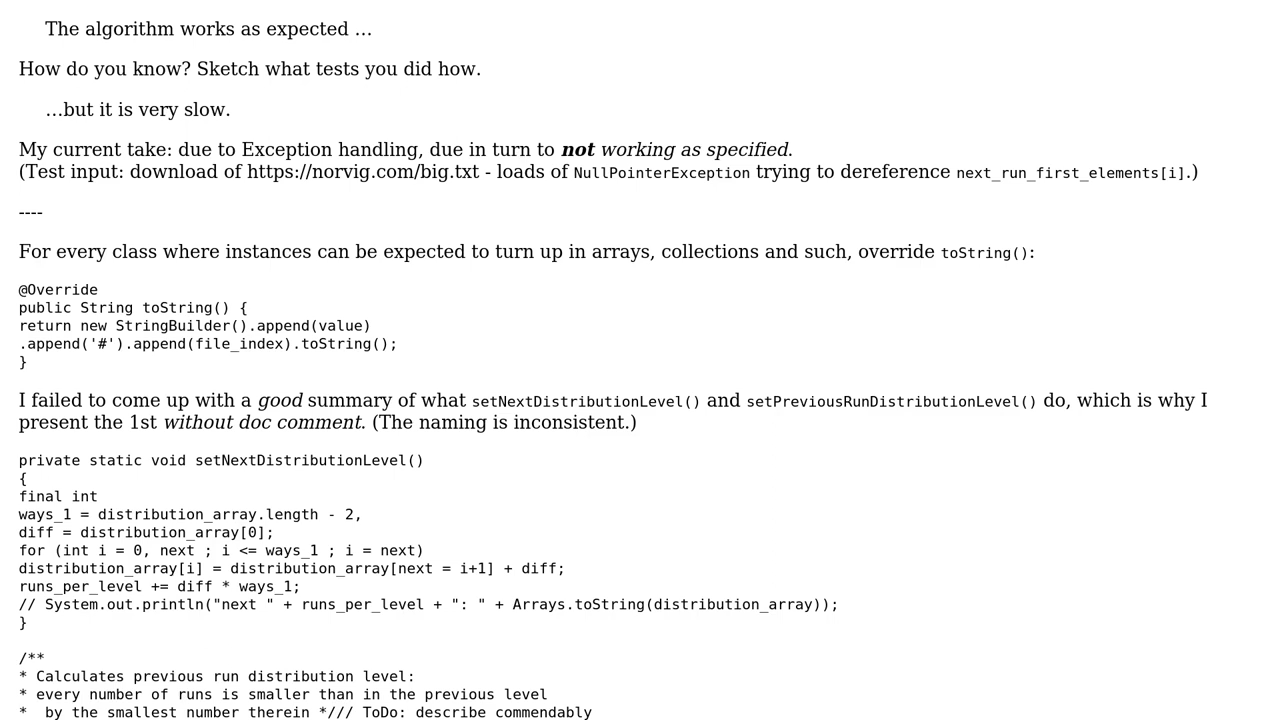 The algorithm works as expected …
How do you know? Sketch what tests you did how.
…but it is very slow.
My current take: due to Exception handling, due in turn to not working as specified.
(Test input: download of https://norvig.com/big.txt - loads of NullPointerException trying to dereference next_run_first_elements[i].)
----
For every class where instances can be expected to turn up in arrays, collections and such, override toString():
@Override
public String toString() {
return new StringBuilder().append(value)
.append('#').append(file_index).toString();
}
I failed to come up with a good summary of what setNextDistributionLevel() and setPreviousRunDistributionLevel() do, which is why I
present the 1st without doc comment. (The naming is inconsistent.)
private static void setNextDistributionLevel()
{
final int
ways_1 = distribution_array.length - 2,
diff = distribution_array[0];
for (int i = 0, next ; i <= ways_1 ; i = next)
distribution_array[i] = distribution_array[next = i+1] + diff;
runs_per_level += diff * ways_1;
// System.out.println("next " + runs_per_level + ": " + Arrays.toString(distribution_array));
}
/**
* Calculates previous run distribution level:
* every number of runs is smaller than in the previous level
*  by the smallest number therein *∕// ToDo: describe commendably